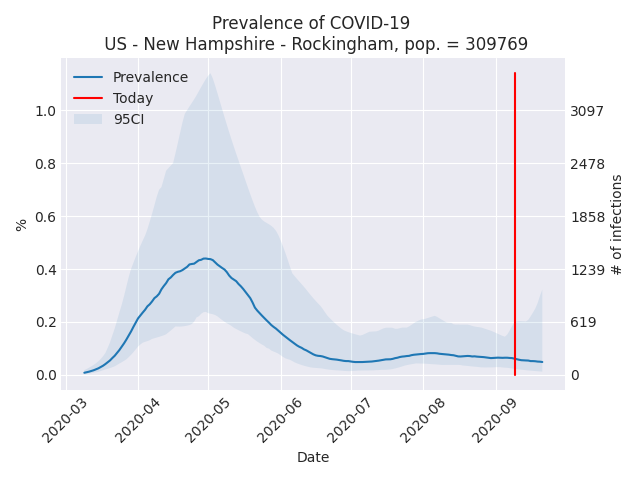 Prevalence of COVID-19
US - New Hampshire - Rockingham, pop. = 309769
Prevalence
Today
95CI
1.0
0.8
0.6
0.4
0.2
0.0
%
3097
2478
1858
1239
619
0
# of infections
2020-03
2020-04
2020-05
2020-06
2020-07
2020-08
2020-09
Date